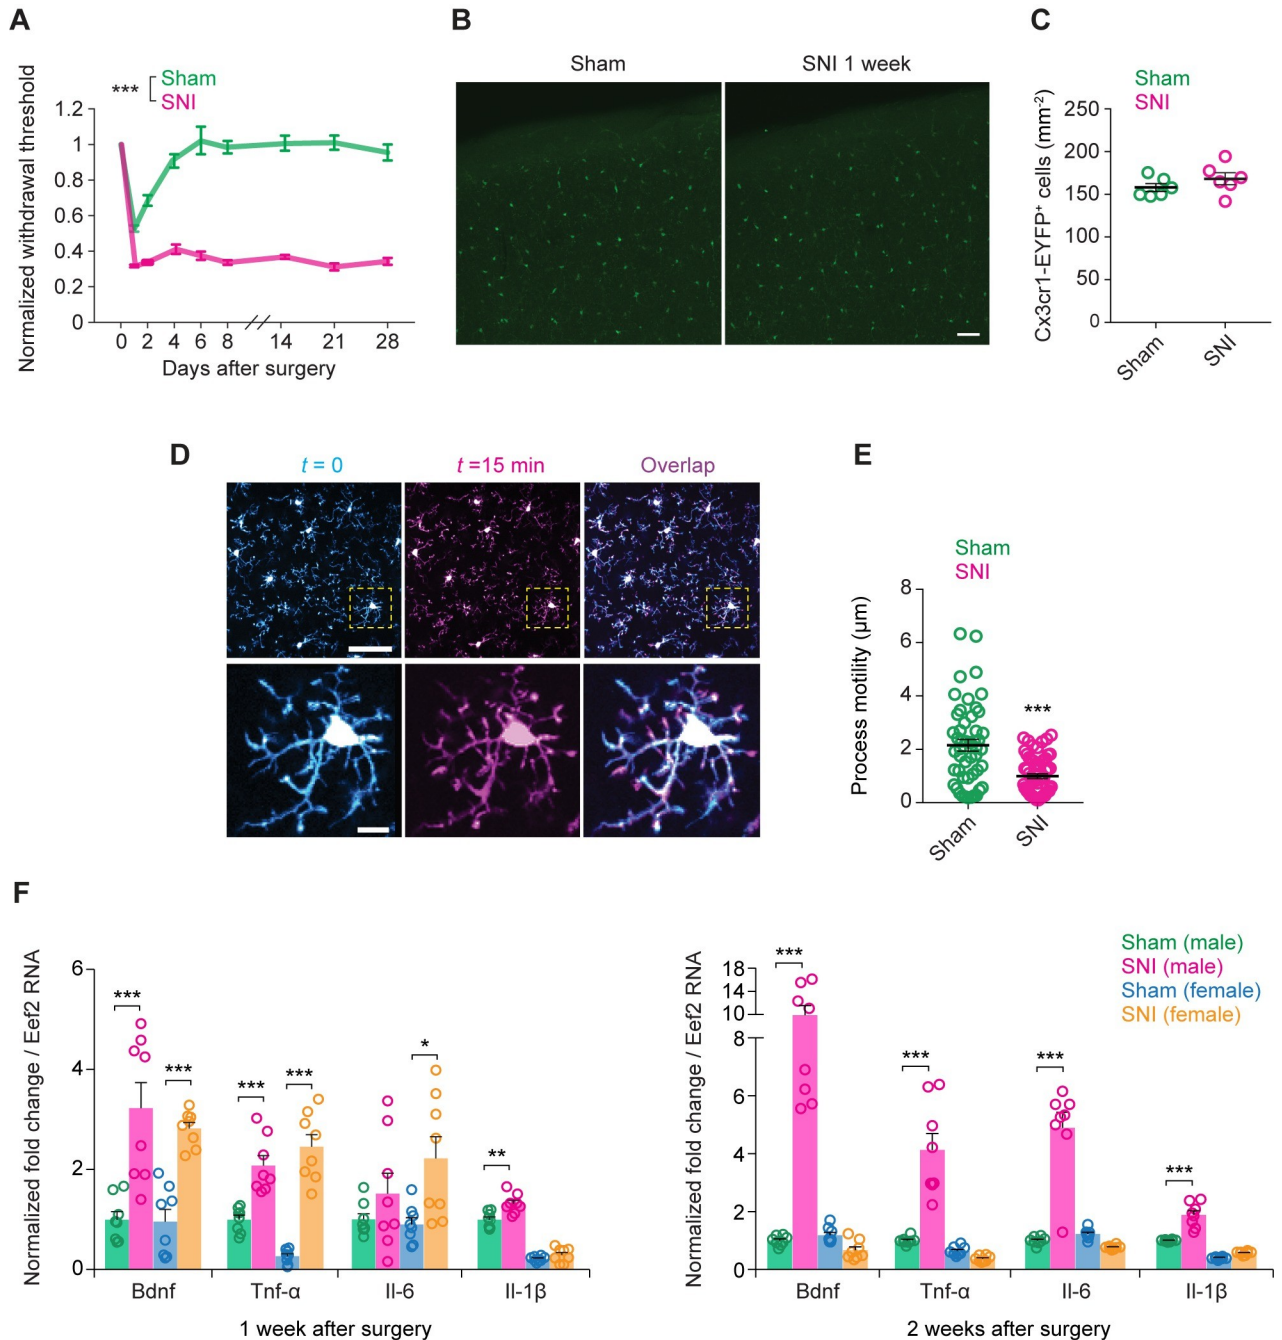 A
Sham
SNI
***
Normalized withdrawal threshold
1.2
1
0.8
0.6
0.4
0.2
0
0 2 4 6 8 14 21 28
Days after surgery
B
Sham SNI 1 week
C
Sham
SNI
Cx3cr1-EYFP⁺ cells (mm⁻²)
250
200
150
100
50
0
Sham SNI
D
t = 0 t =15 min Overlap
E
Sham
SNI
Process motility (µm)
8
6
4
2
0
***
Sham SNI
F
Normalized fold change / Eef2 RNA
6
4
2
0
*** *** *** *** * **
Bdnf Tnf-α Il-6 Il-1β
1 week after surgery
Normalized fold change / Eef2 RNA
18
14
10
8
6
4
2
0
*** *** *** ***
Bdnf Tnf-α Il-6 Il-1β
2 weeks after surgery
Sham (male)
SNI (male)
Sham (female)
SNI (female)